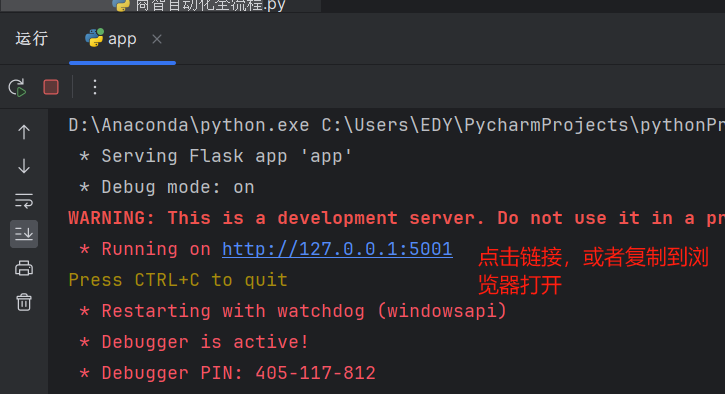 商智自动化全流程.py
运行
app
D:\Anaconda\python.exe C:\Users\EDY\PycharmProjects\pythonPr
* Serving Flask app 'app'
* Debug mode: on
WARNING: This is a development server. Do not use it in a pr
* Running on http://127.0.0.1:5001
点击链接，或者复制到浏
览器打开
Press CTRL+C to quit
* Restarting with watchdog (windowsapi)
* Debugger is active!
* Debugger PIN: 405-117-812